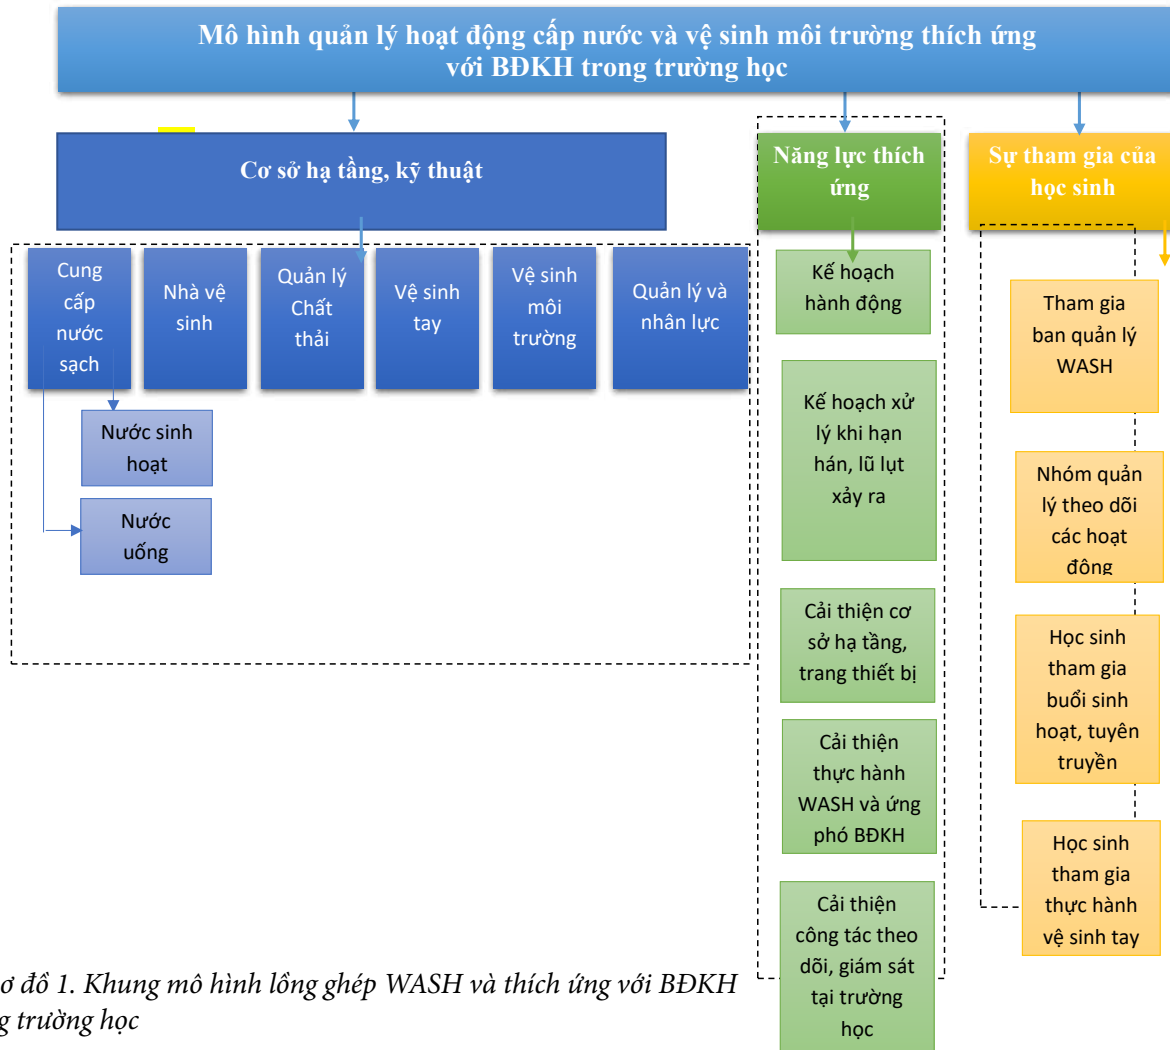 Mô hình quản lý hoạt động cấp nước và vệ sinh môi trường thích ứng
với BĐKH trong trường học
Cơ sở hạ tầng, kỹ thuật
Năng lực thích
ứng
Sự tham gia của
học sinh
Cung
cấp
nước
sạch
Nhà vệ
sinh
Quản lý
Chất
thải
Vệ sinh
tay
Vệ sinh
môi
trường
Quản lý và
nhân lực
Nước sinh
hoạt
Nước
uống
Kế hoạch
hành động
Kế hoạch xử
lý khi hạn
hán, lũ lụt
xảy ra
Cải thiện cơ
sở hạ tầng,
trang thiết bị
Cải thiện
thực hành
WASH và ứng
phó BĐKH
Cải thiện
công tác theo
dõi, giám sát
tại trường
học
Tham gia
ban quản lý
WASH
Nhóm quản
lý theo dõi
các hoạt
động
Học sinh
tham gia
buổi sinh
hoạt, tuyên
truyền
Học sinh
tham gia
thực hành
vệ sinh tay
ơ đồ 1. Khung mô hình lồng ghép WASH và thích ứng với BĐKH
g trường học